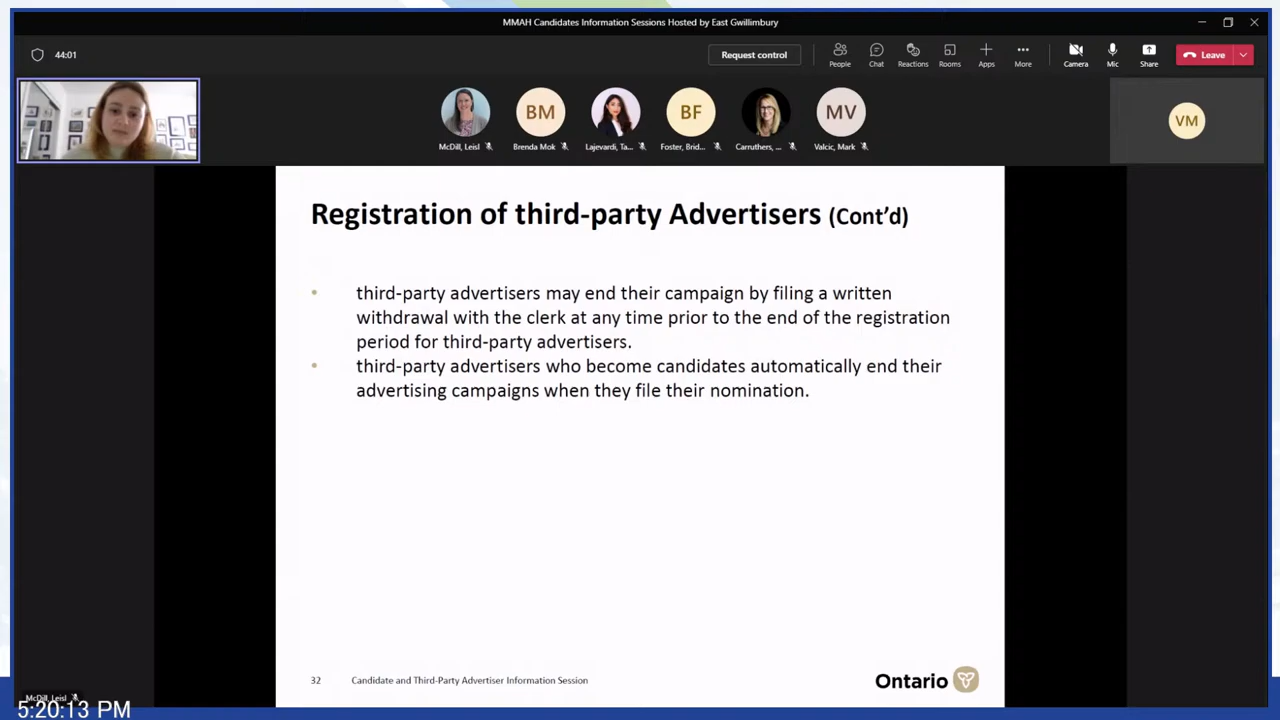 MMAH Candidates Information Sessions Hosted by East Gwillimbury
44:01
Request control
People
Chat
Reactions
Rooms
Apps
More
Camera
Mic
Share
Leave
BM
BF
MV
VM
McDill, Leisl
Brenda Mok
Lajevardi, Ta...
Foster, Brid...
Carruthers, ...
Valcic, Mark
Registration of third-party Advertisers (Cont'd)
• third-party advertisers may end their campaign by filing a written
withdrawal with the clerk at any time prior to the end of the registration
period for third-party advertisers.
• third-party advertisers who become candidates automatically end their
advertising campaigns when they file their nomination.
32 Candidate and Third-Party Advertiser Information Session
Ontario
McDill, Leisl
5:20:13 PM